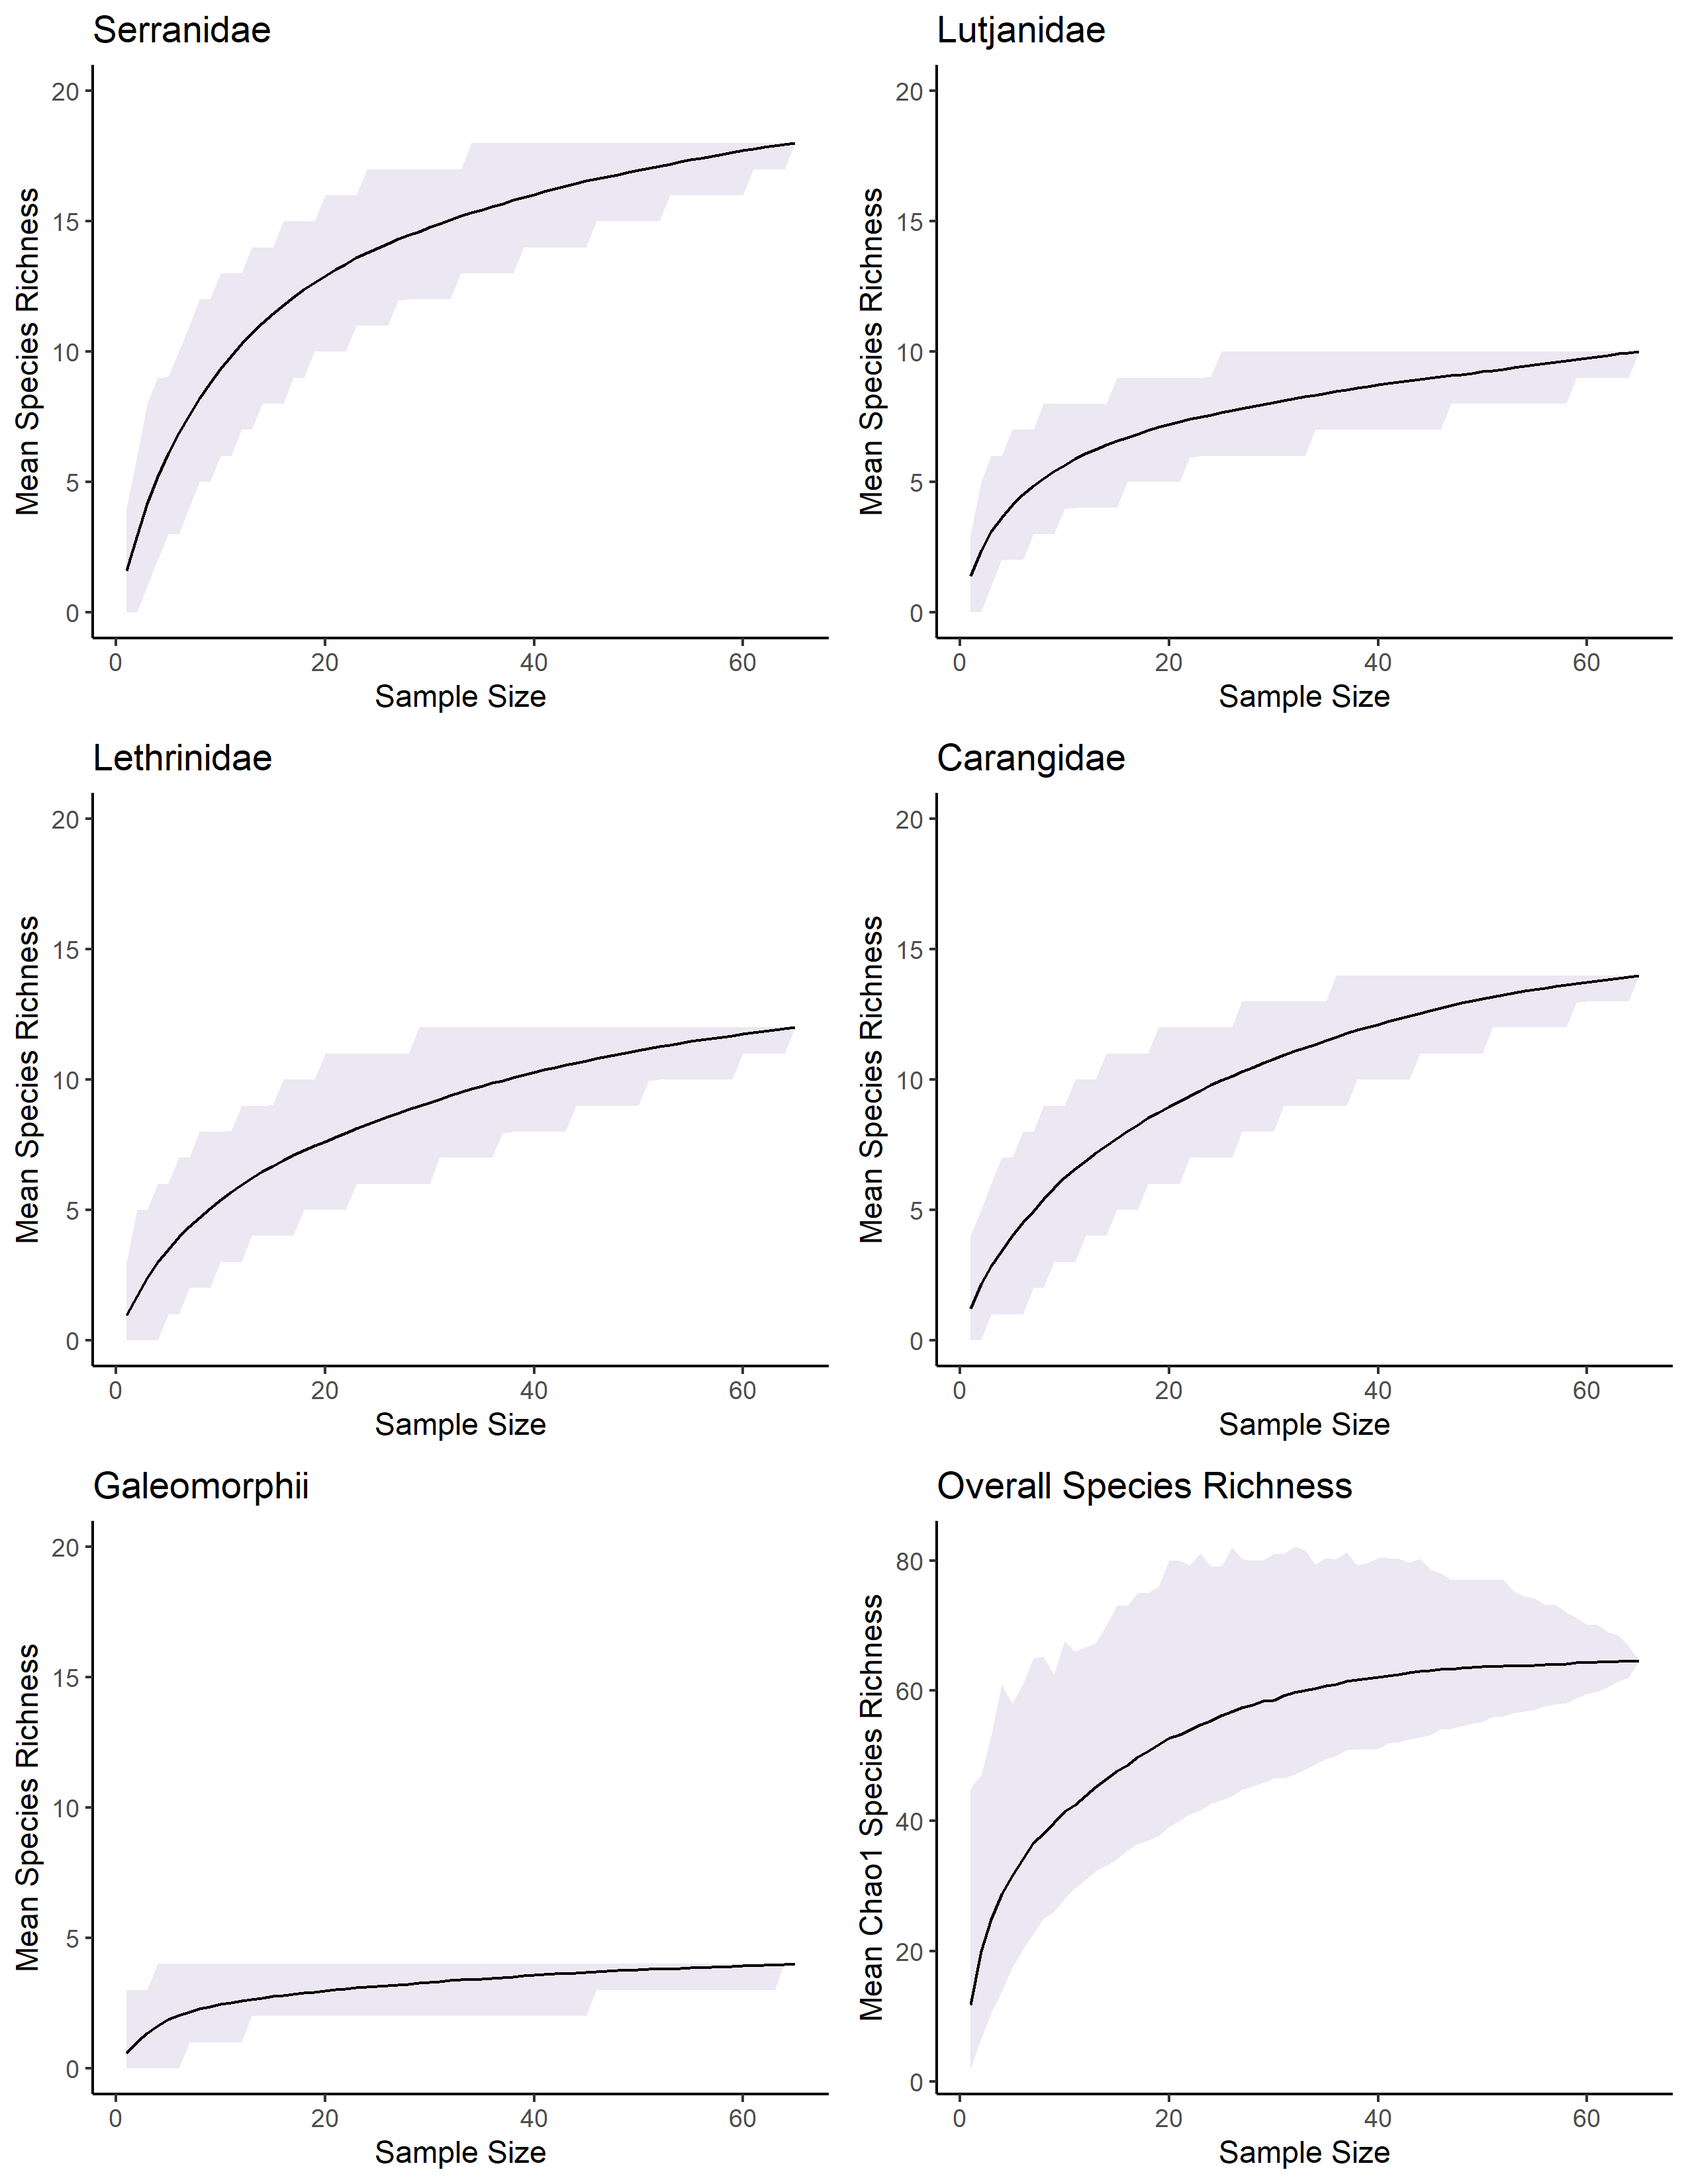 Serranidae
20
15
10
5
0
Mean Species Richness
0 20 40 60
Sample Size
Lutjanidae
20
15
10
5
0
Mean Species Richness
0 20 40 60
Sample Size
Lethrinidae
20
15
10
5
0
Mean Species Richness
0 20 40 60
Sample Size
Carangidae
20
15
10
5
0
Mean Species Richness
0 20 40 60
Sample Size
Galeomorphii
20
15
10
5
0
Mean Species Richness
0 20 40 60
Sample Size
Overall Species Richness
80
60
40
20
0
Mean Chao1 Species Richness
0 20 40 60
Sample Size